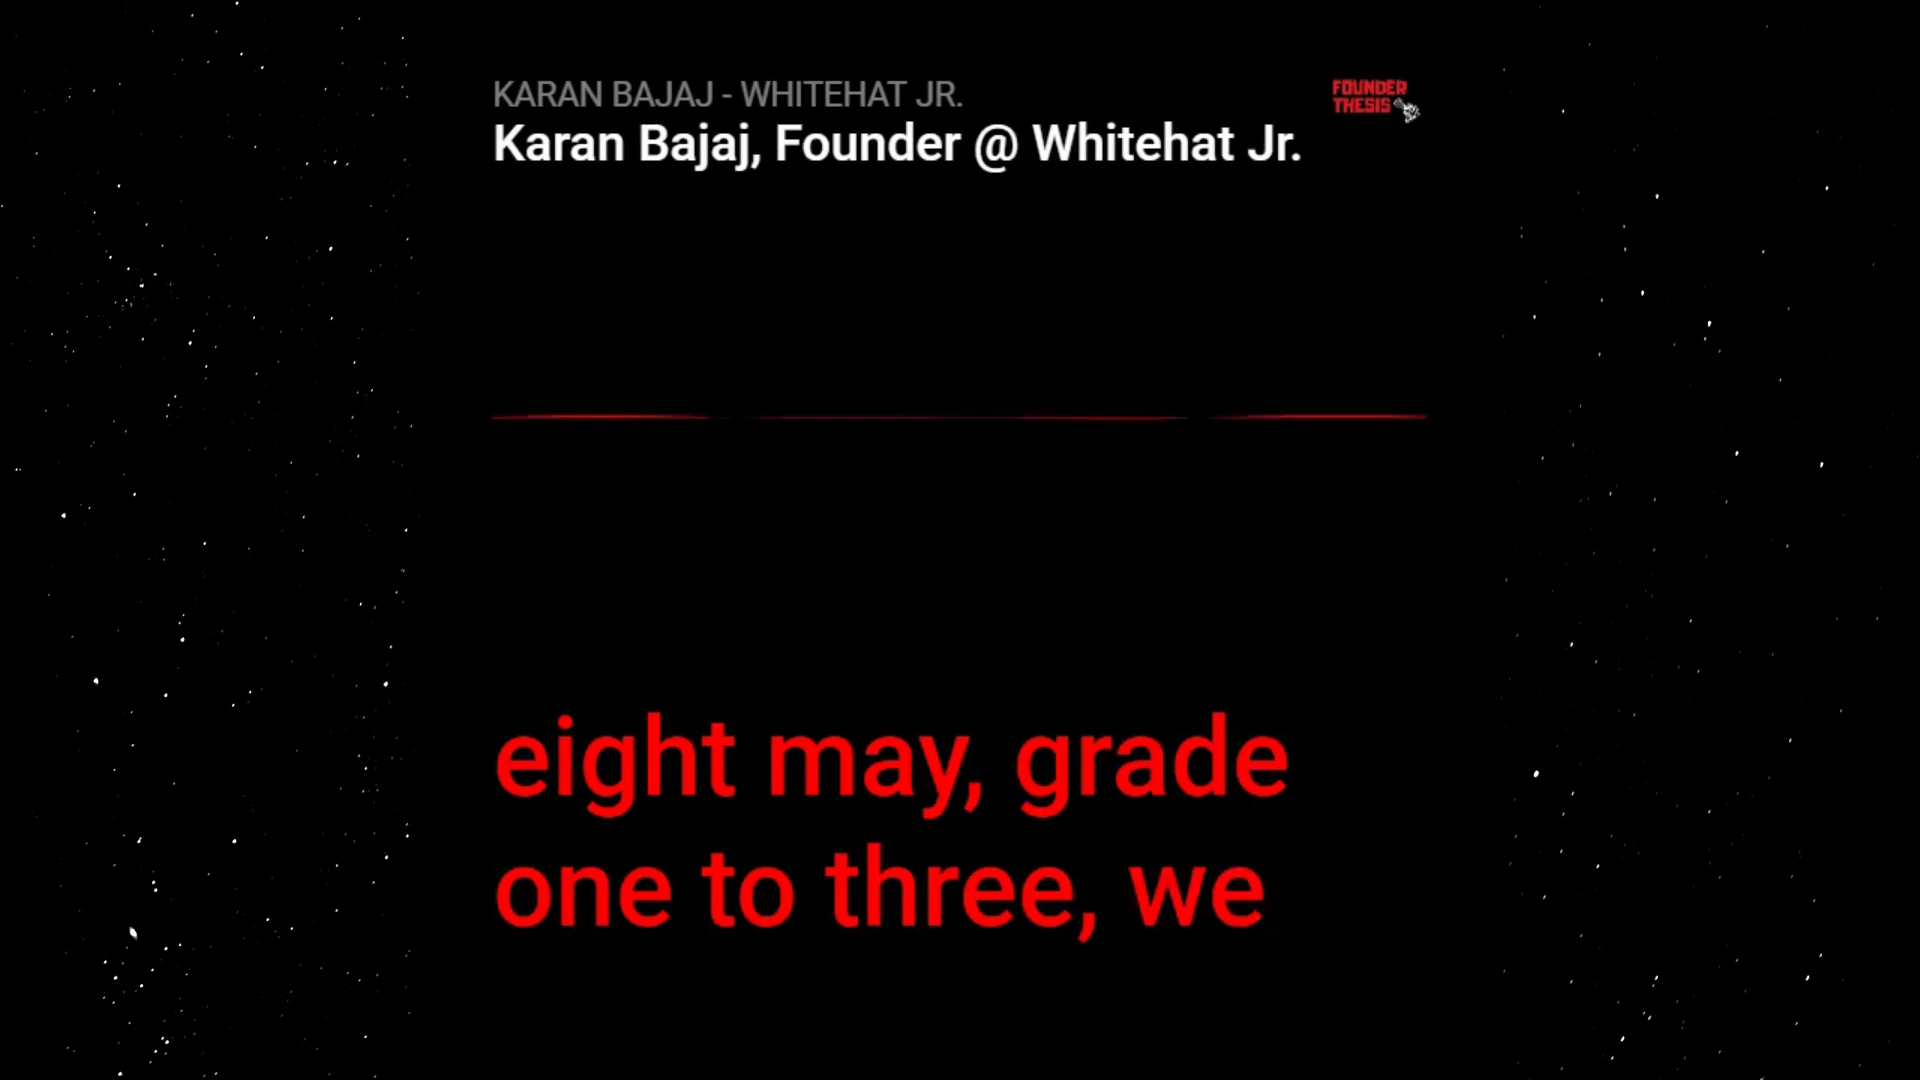 KARAN BAJAJ - WHITEHAT JR.
Karan Bajaj, Founder @ Whitehat Jr.
FOUNDER
THESIS
eight may, grade
one to three, we